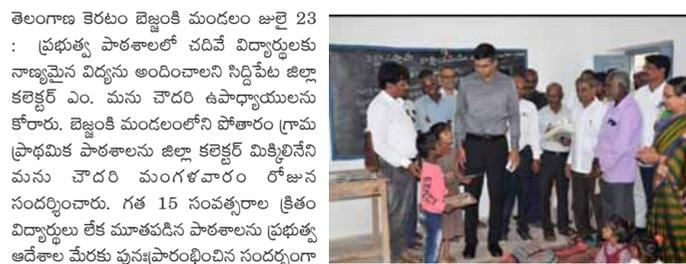 తెలంగాణ కెరటం బెజ్జంకి మండలం జులై 23
: ప్రభుత్వ పాఠశాలలో చదివే విద్యార్థులకు
నాణ్యమైన విద్యను అందించాలని సిద్దిపేట జిల్లా
కలెక్టర్ ఎం. మను చౌదరి ఉపాధ్యాయులను
కోరారు. బెజ్జంకి మండలంలోని పోతారం గ్రామ
ప్రాథమిక పాఠశాలను జిల్లా కలెక్టర్ మిక్కిలినేని
మను చౌదరి మంగళవారం రోజున
సందర్శించారు. గత 15 సంవత్సరాల క్రితం
విద్యార్థులు లేక మూతపడిన పాఠశాలను ప్రభుత్వ
ఆదేశాల మేరకు పునఃప్రారంభించిన సందర్భంగా